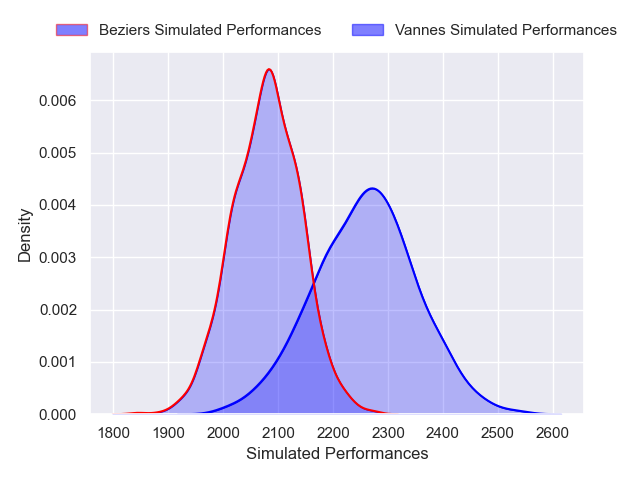 Beziers Simulated Performances
Vannes Simulated Performances
0.006
0.005
0.004
0.003
0.002
0.001
0.000
Density
1800 1900 2000 2100 2200 2300 2400 2500 2600
Simulated Performances